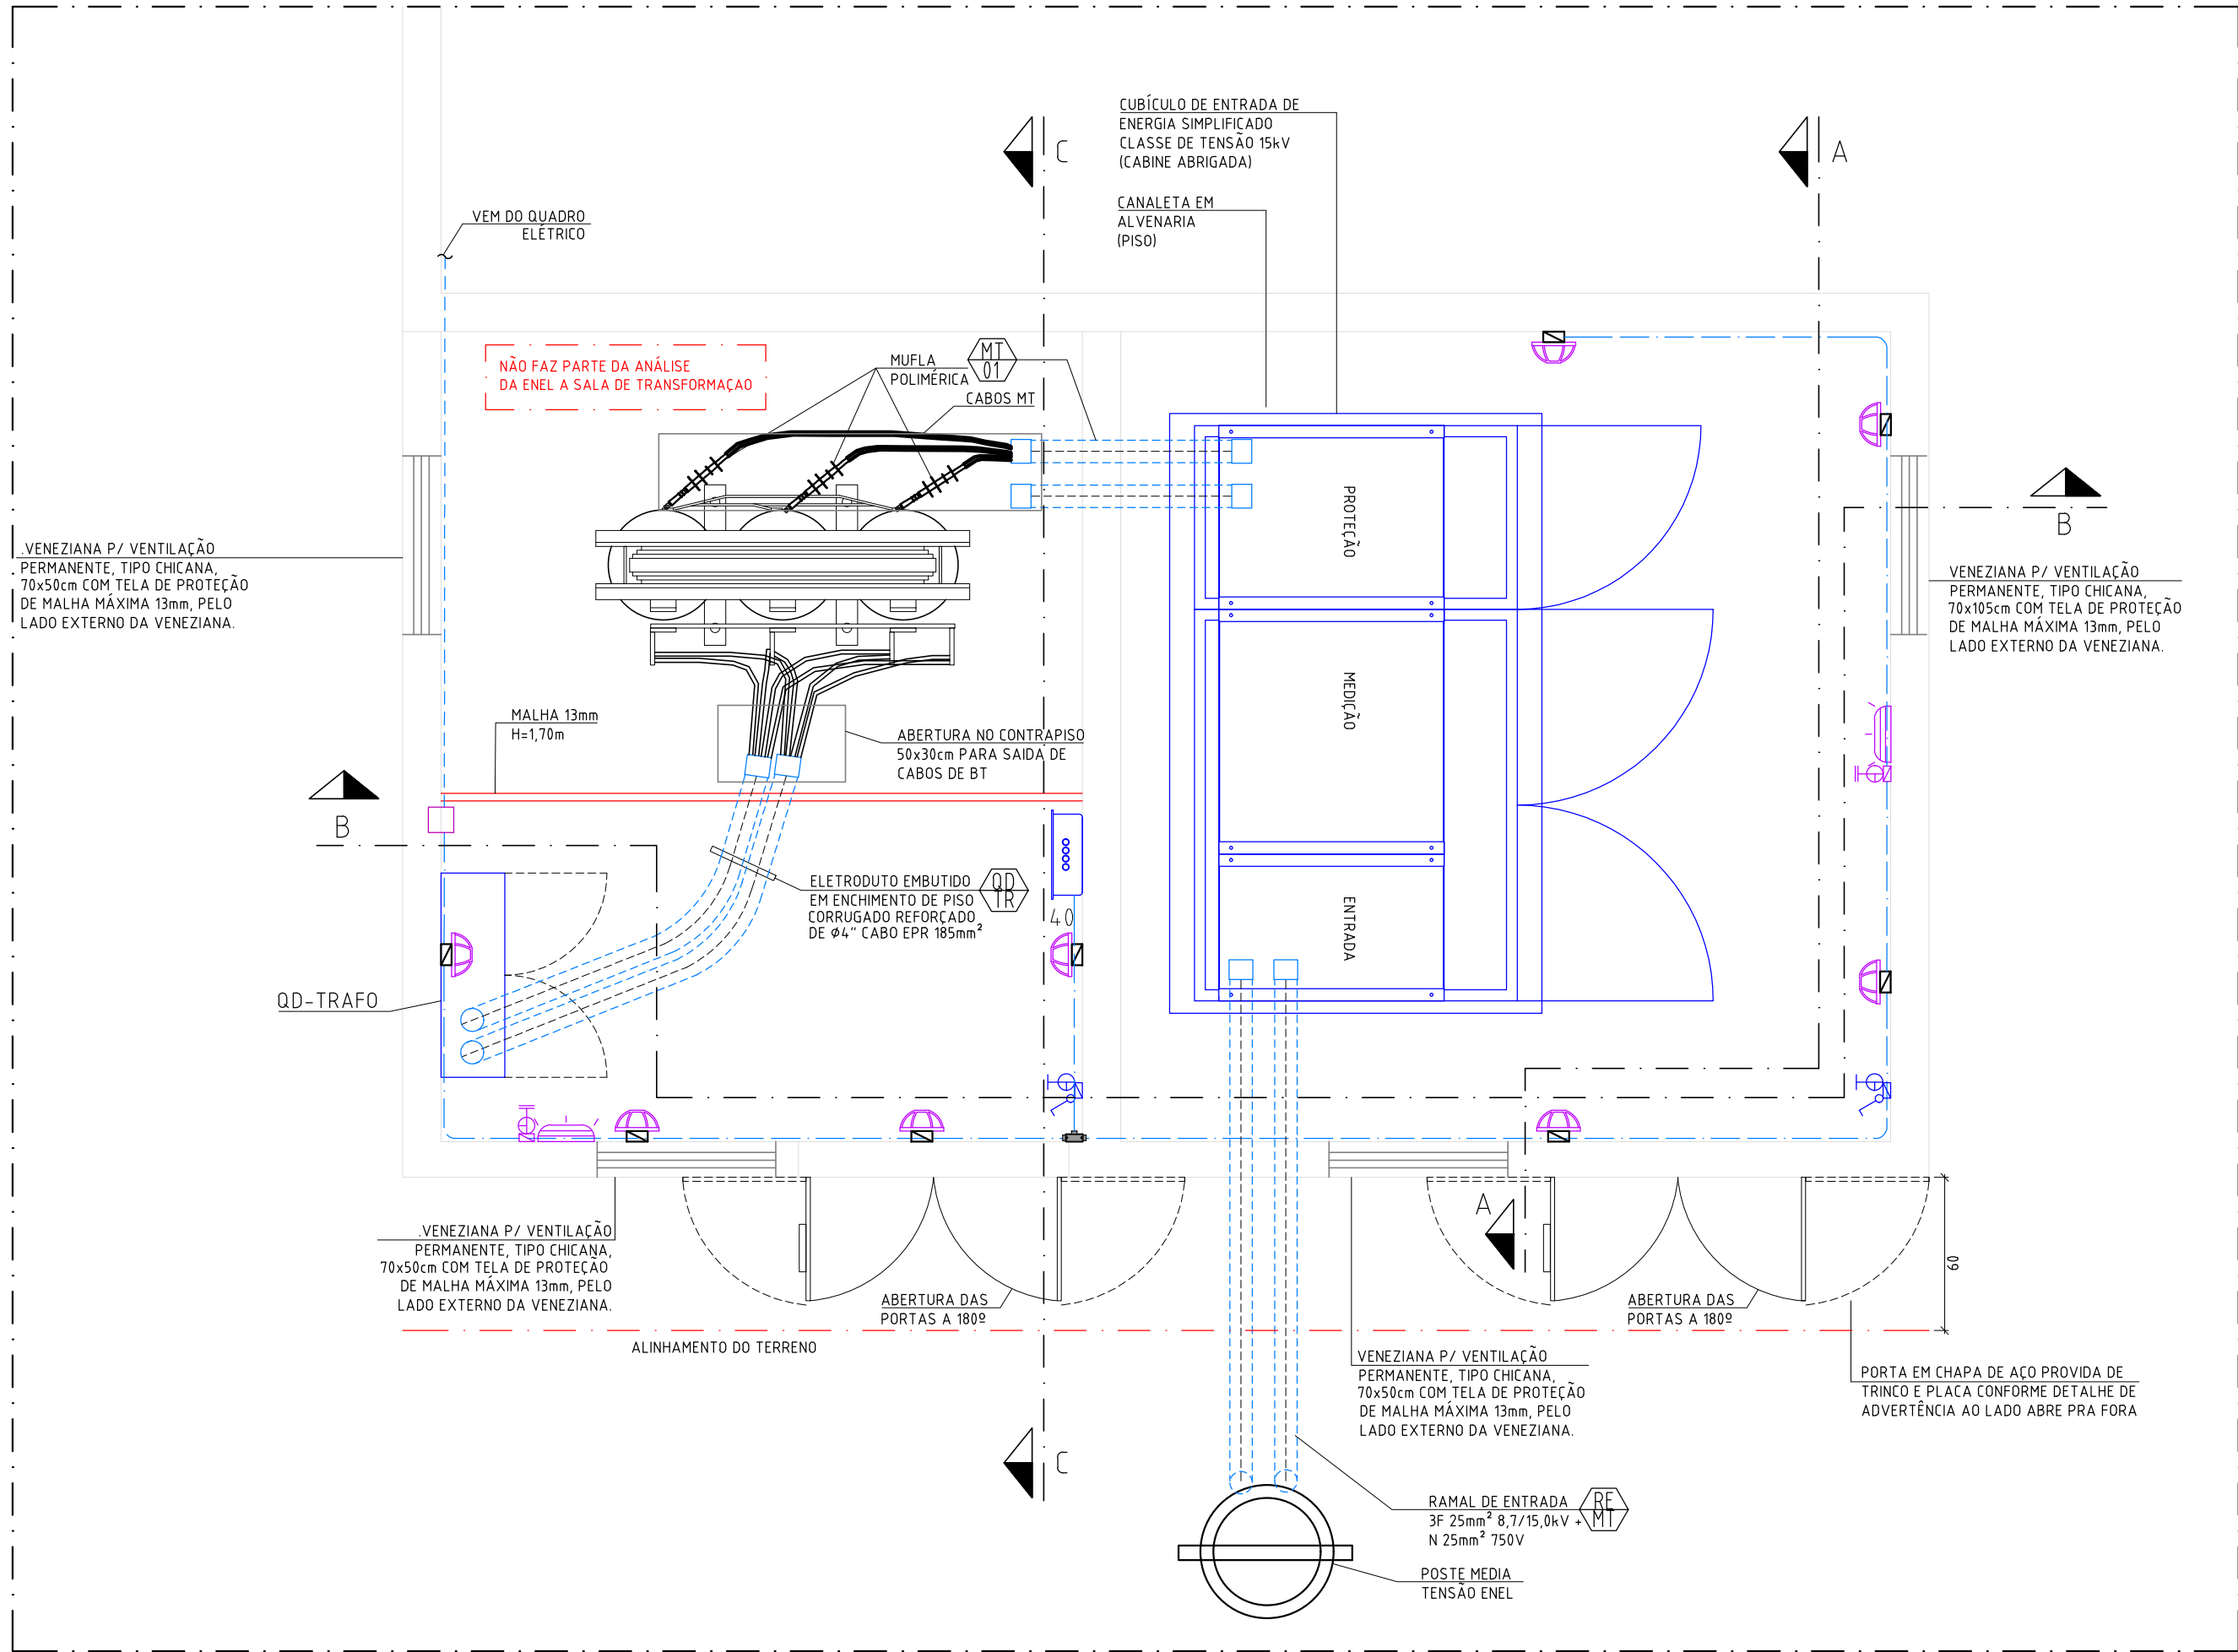 CUBÍCULO DE ENTRADA DE
ENERGIA SIMPLIFICADO
CLASSE DE TENSÃO 15kV
(CABINE ABRIGADA)
C
A
CANALETA EM
ALVENARIA
(PISO)
VEM DO QUADRO
ELÉTRICO
NÃO FAZ PARTE DA ANÁLISE
DA ENEL A SALA DE TRANSFORMAÇAO
MUFLA
POLIMÉRICA
MT
01
CABOS MT
PROTEÇÃO
MEDIÇÃO
ENTRADA
B
.VENEZIANA P/ VENTILAÇÃO
PERMANENTE, TIPO CHICANA,
70x50cm COM TELA DE PROTEÇÃO
DE MALHA MÁXIMA 13mm, PELO
LADO EXTERNO DA VENEZIANA.
VENEZIANA P/ VENTILAÇÃO
PERMANENTE, TIPO CHICANA,
70x105cm COM TELA DE PROTEÇÃO
DE MALHA MÁXIMA 13mm, PELO
LADO EXTERNO DA VENEZIANA.
MALHA 13mm
H=1,70m
ABERTURA NO CONTRAPISO
50x30cm PARA SAIDA DE
CABOS DE BT
B
ELETRODUTO EMBUTIDO
EM ENCHIMENTO DE PISO
CORRUGADO REFORÇADO
DE Ø4" CABO EPR 185mm²
QD
TR
40
QD-TRAFO
A
60
.VENEZIANA P/ VENTILAÇÃO
PERMANENTE, TIPO CHICANA,
70x50cm COM TELA DE PROTEÇÃO
DE MALHA MÁXIMA 13mm, PELO
LADO EXTERNO DA VENEZIANA.
ABERTURA DAS
PORTAS A 180º
ABERTURA DAS
PORTAS A 180º
ALINHAMENTO DO TERRENO
VENEZIANA P/ VENTILAÇÃO
PERMANENTE, TIPO CHICANA,
70x50cm COM TELA DE PROTEÇÃO
DE MALHA MÁXIMA 13mm, PELO
LADO EXTERNO DA VENEZIANA.
PORTA EM CHAPA DE AÇO PROVIDA DE
TRINCO E PLACA CONFORME DETALHE DE
ADVERTÊNCIA AO LADO ABRE PRA FORA
C
RAMAL DE ENTRADA
3F 25mm² 8,7/15,0kV +
N 25mm² 750V
RE
MT
POSTE MEDIA
TENSÃO ENEL